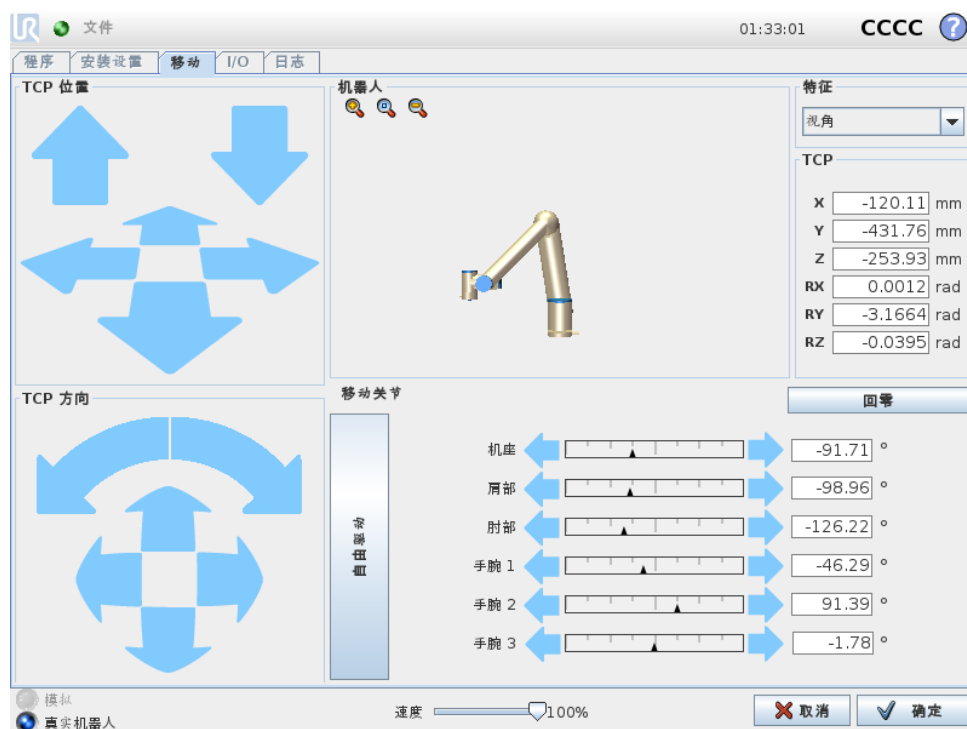 UR 文件 01:33:01 CCCC ?
程序 安装设置 移动 I/O 日志
TCP 位置
机器人
特征
视角
TCP
X -120.11 mm
Y -431.76 mm
Z -253.93 mm
RX 0.0012 rad
RY -3.1664 rad
RZ -0.0395 rad
TCP 方向
移动关节
回零
自由驱动
机座 -91.71 °
肩部 -98.96 °
肘部 -126.22 °
手腕 1 -46.29 °
手腕 2 91.39 °
手腕 3 -1.78 °
模拟
真实机器人
速度 100%
取消 确定